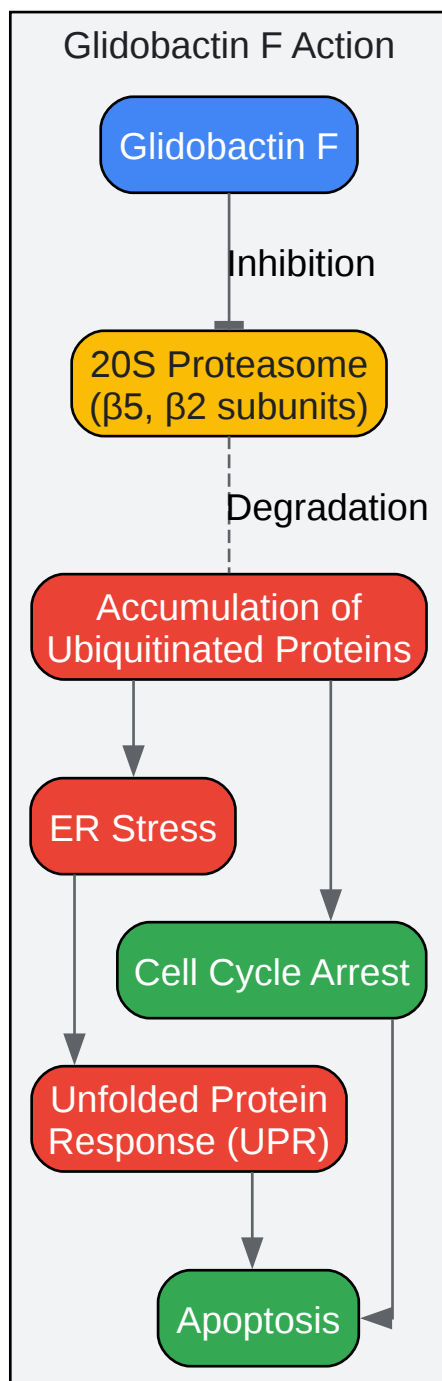 Glidobactin F Action
Glidobactin F
Inhibition
20S Proteasome
(β5, β2 subunits)
Degradation
Accumulation of
Ubiquitinated Proteins
ER Stress
Cell Cycle Arrest
Unfolded Protein
Response (UPR)
Apoptosis